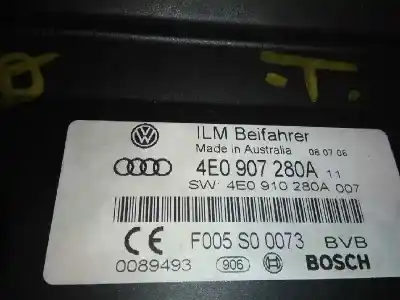 .T.
ILM Beifahrer
Made in Australia 08.07.06
4E0 907 280A 11
SW: 4E0 910 280A 007
F005 S0 0073 BVB
0089493 906 BOSCH